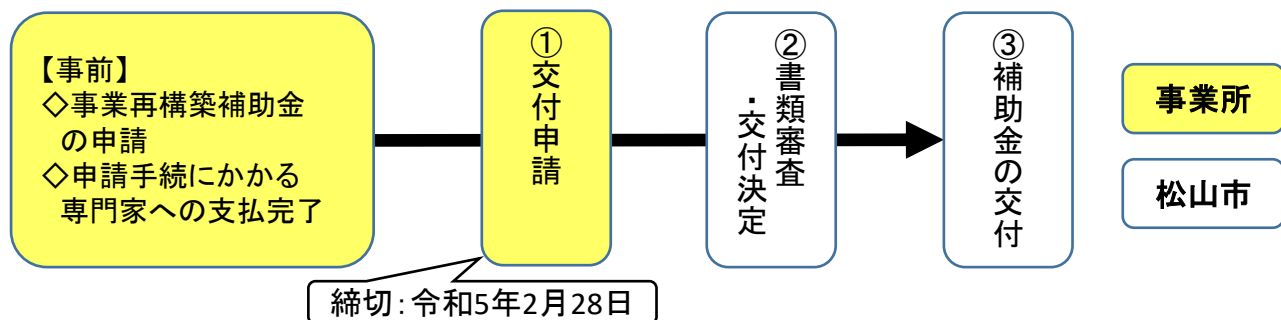 【事前】
◇事業再構築補助金
の申請
◇申請手続にかかる
専門家への支払完了
①交付申請
②書類審査
・交付決定
③補助金の交付
事業所
松山市
締切：令和5年2月28日